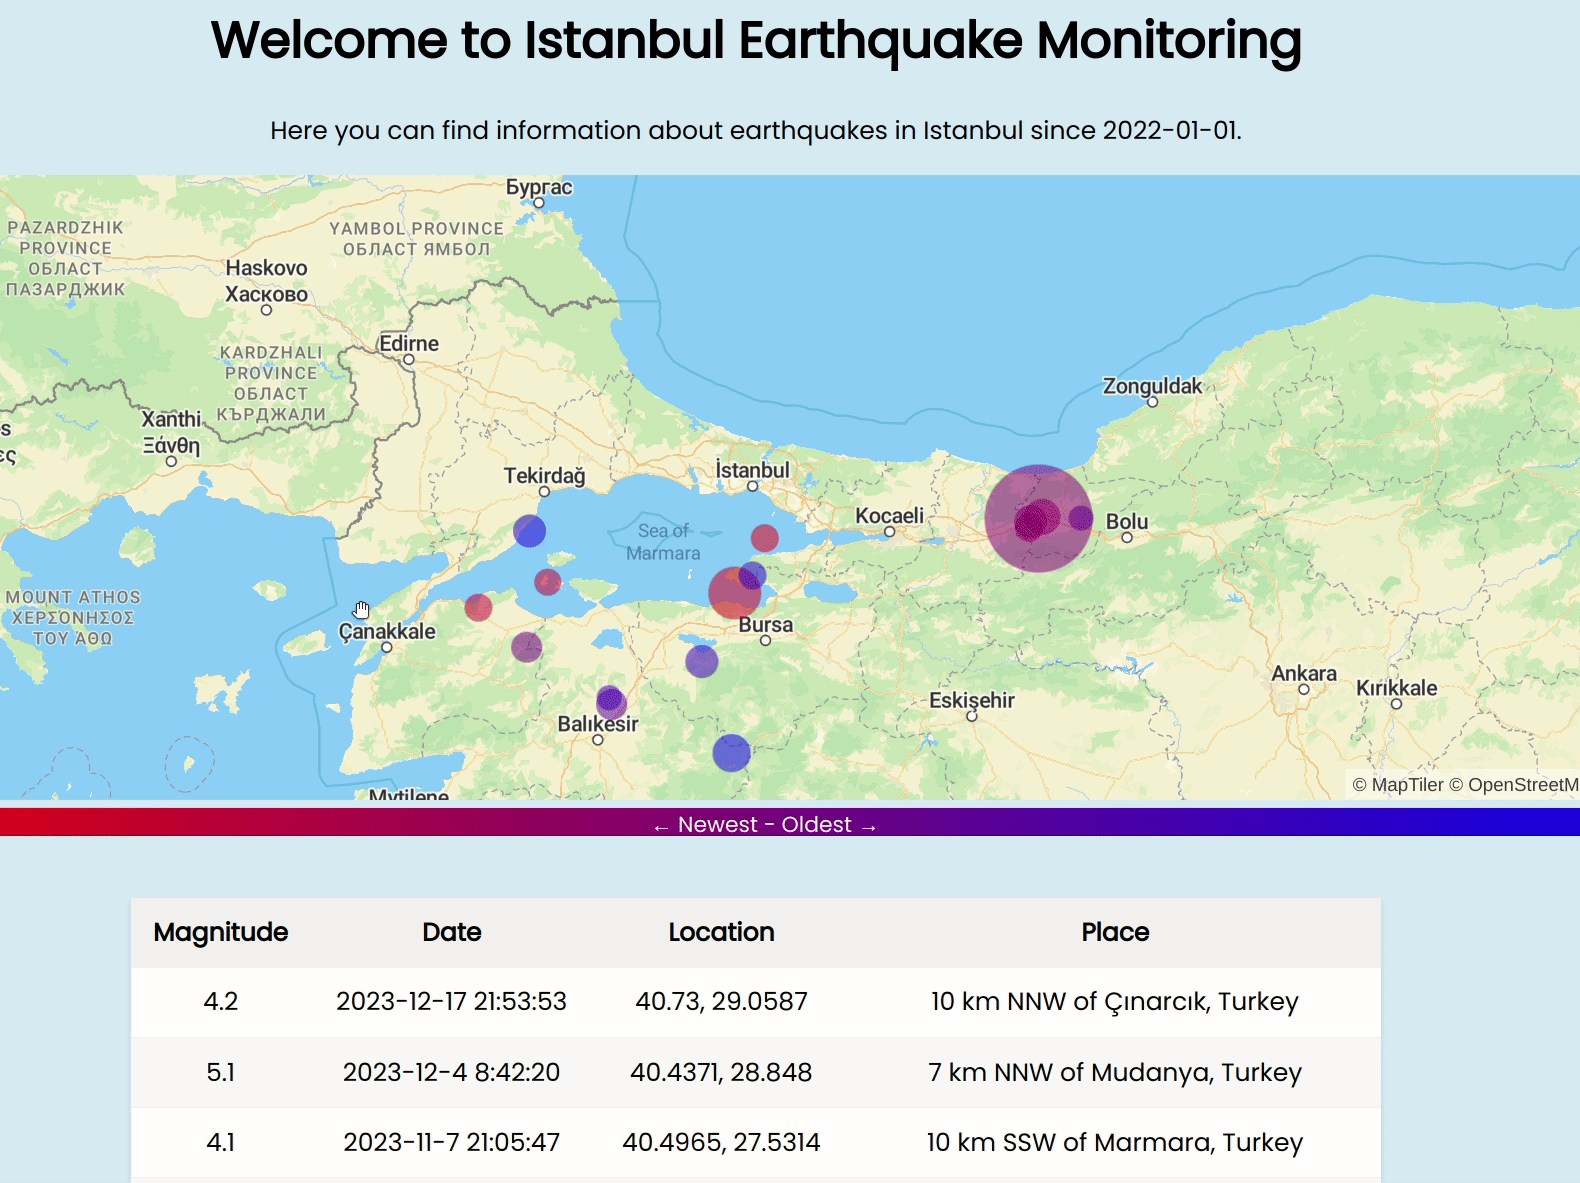 Welcome to Istanbul Earthquake Monitoring
Here you can find information about earthquakes in Istanbul since 2022-01-01.
Бургас
PAZARDZHIK
PROVINCE
ОБЛАСТ
ПАЗАРДЖИК
YAMBOL PROVINCE
ОБЛАСТ ЯМБОЛ
Haskovo
Хасково
Edirne
KARDZHALI
PROVINCE
ОБЛАСТ
КЪРДЖАЛИ
Zonguldak
Xanthi
Ξάνθη
Tekirdağ
İstanbul
Kocaeli
Bolu
Sea of
Marmara
MOUNT ATHOS
ΧΕΡΣΟΝΗΣΟΣ
ΤΟΥ ΆΘΩ
Çanakkale
Bursa
Ankara
Kırıkkale
Eskişehir
Balıkesir
Mytilene
© MapTiler © OpenStreetM
← Newest - Oldest →
Magnitude Date Location Place
4.2 2023-12-17 21:53:53 40.73, 29.0587 10 km NNW of Çınarcık, Turkey
5.1 2023-12-4 8:42:20 40.4371, 28.848 7 km NNW of Mudanya, Turkey
4.1 2023-11-7 21:05:47 40.4965, 27.5314 10 km SSW of Marmara, Turkey